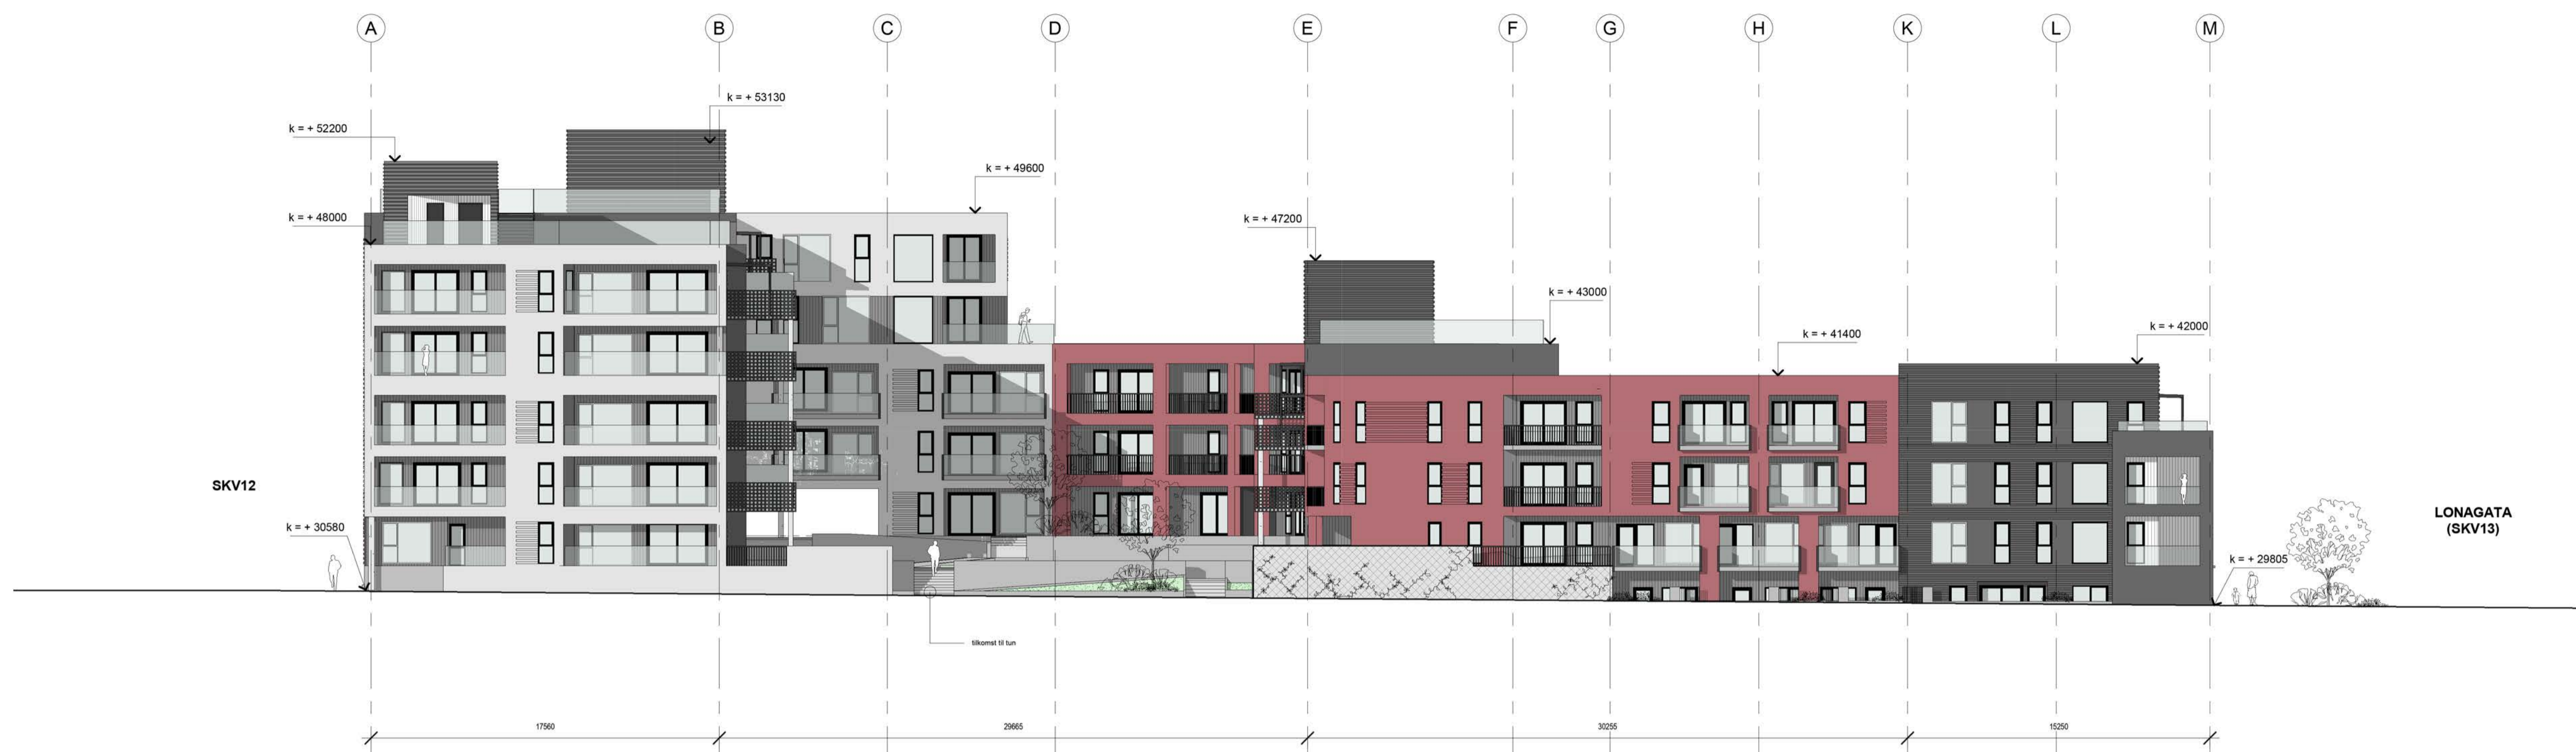 A
B
C
D
E
F
G
H
K
L
M
k = + 53130
k = + 52200
k = + 49600
k = + 48000
k = + 47200
k = + 43000
k = + 41400
k = + 42000
SKV12
LONAGATA
(SKV13)
k = + 30580
k = + 29805
tilkomst til tun
17560
29665
30255
15250